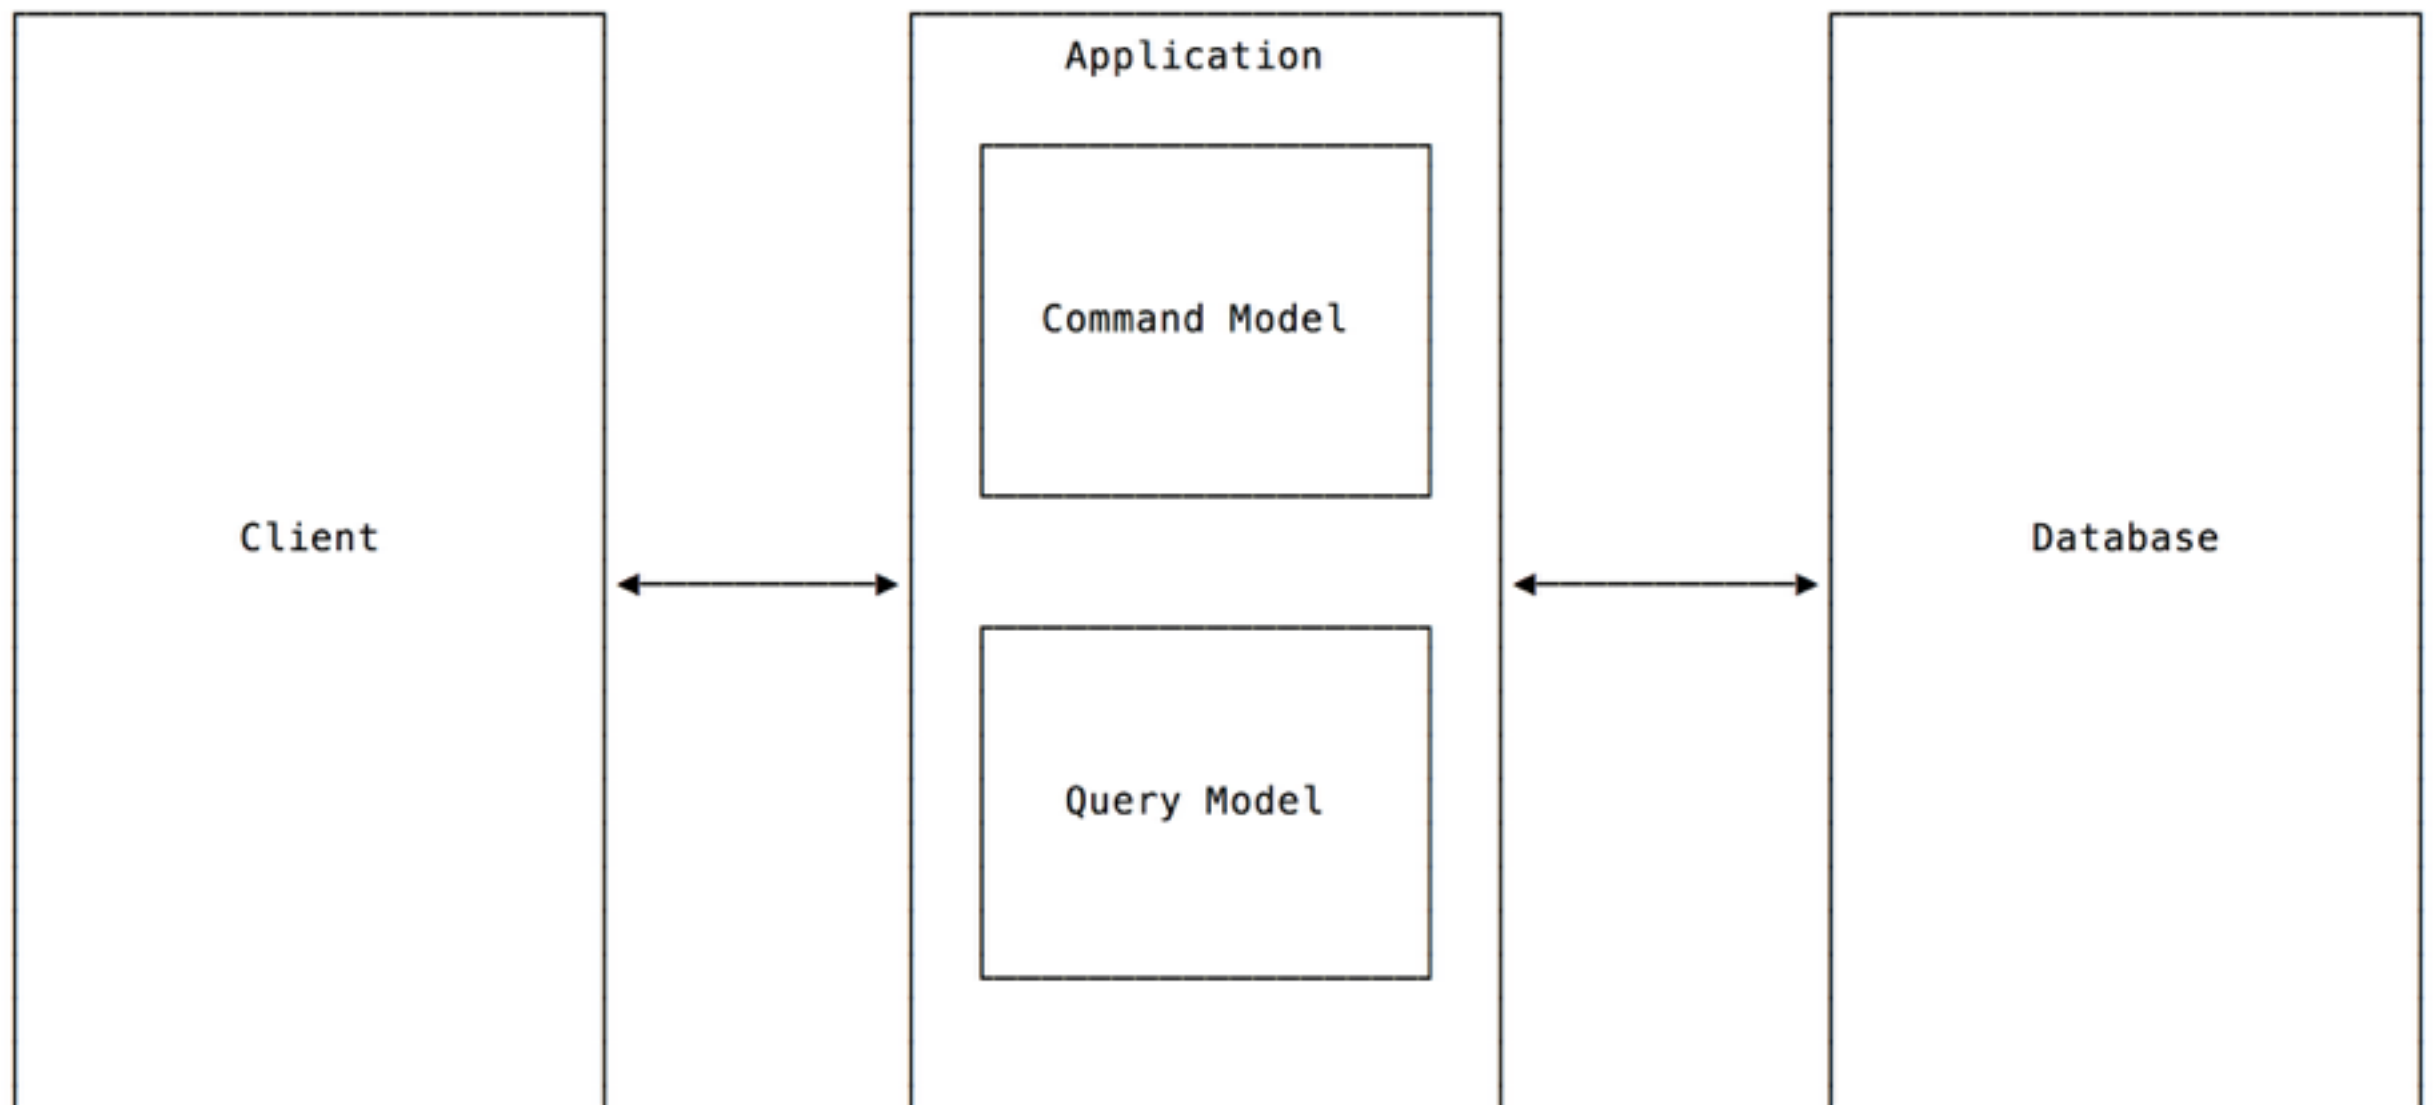 Application
Command Model
Client
Database
Query Model